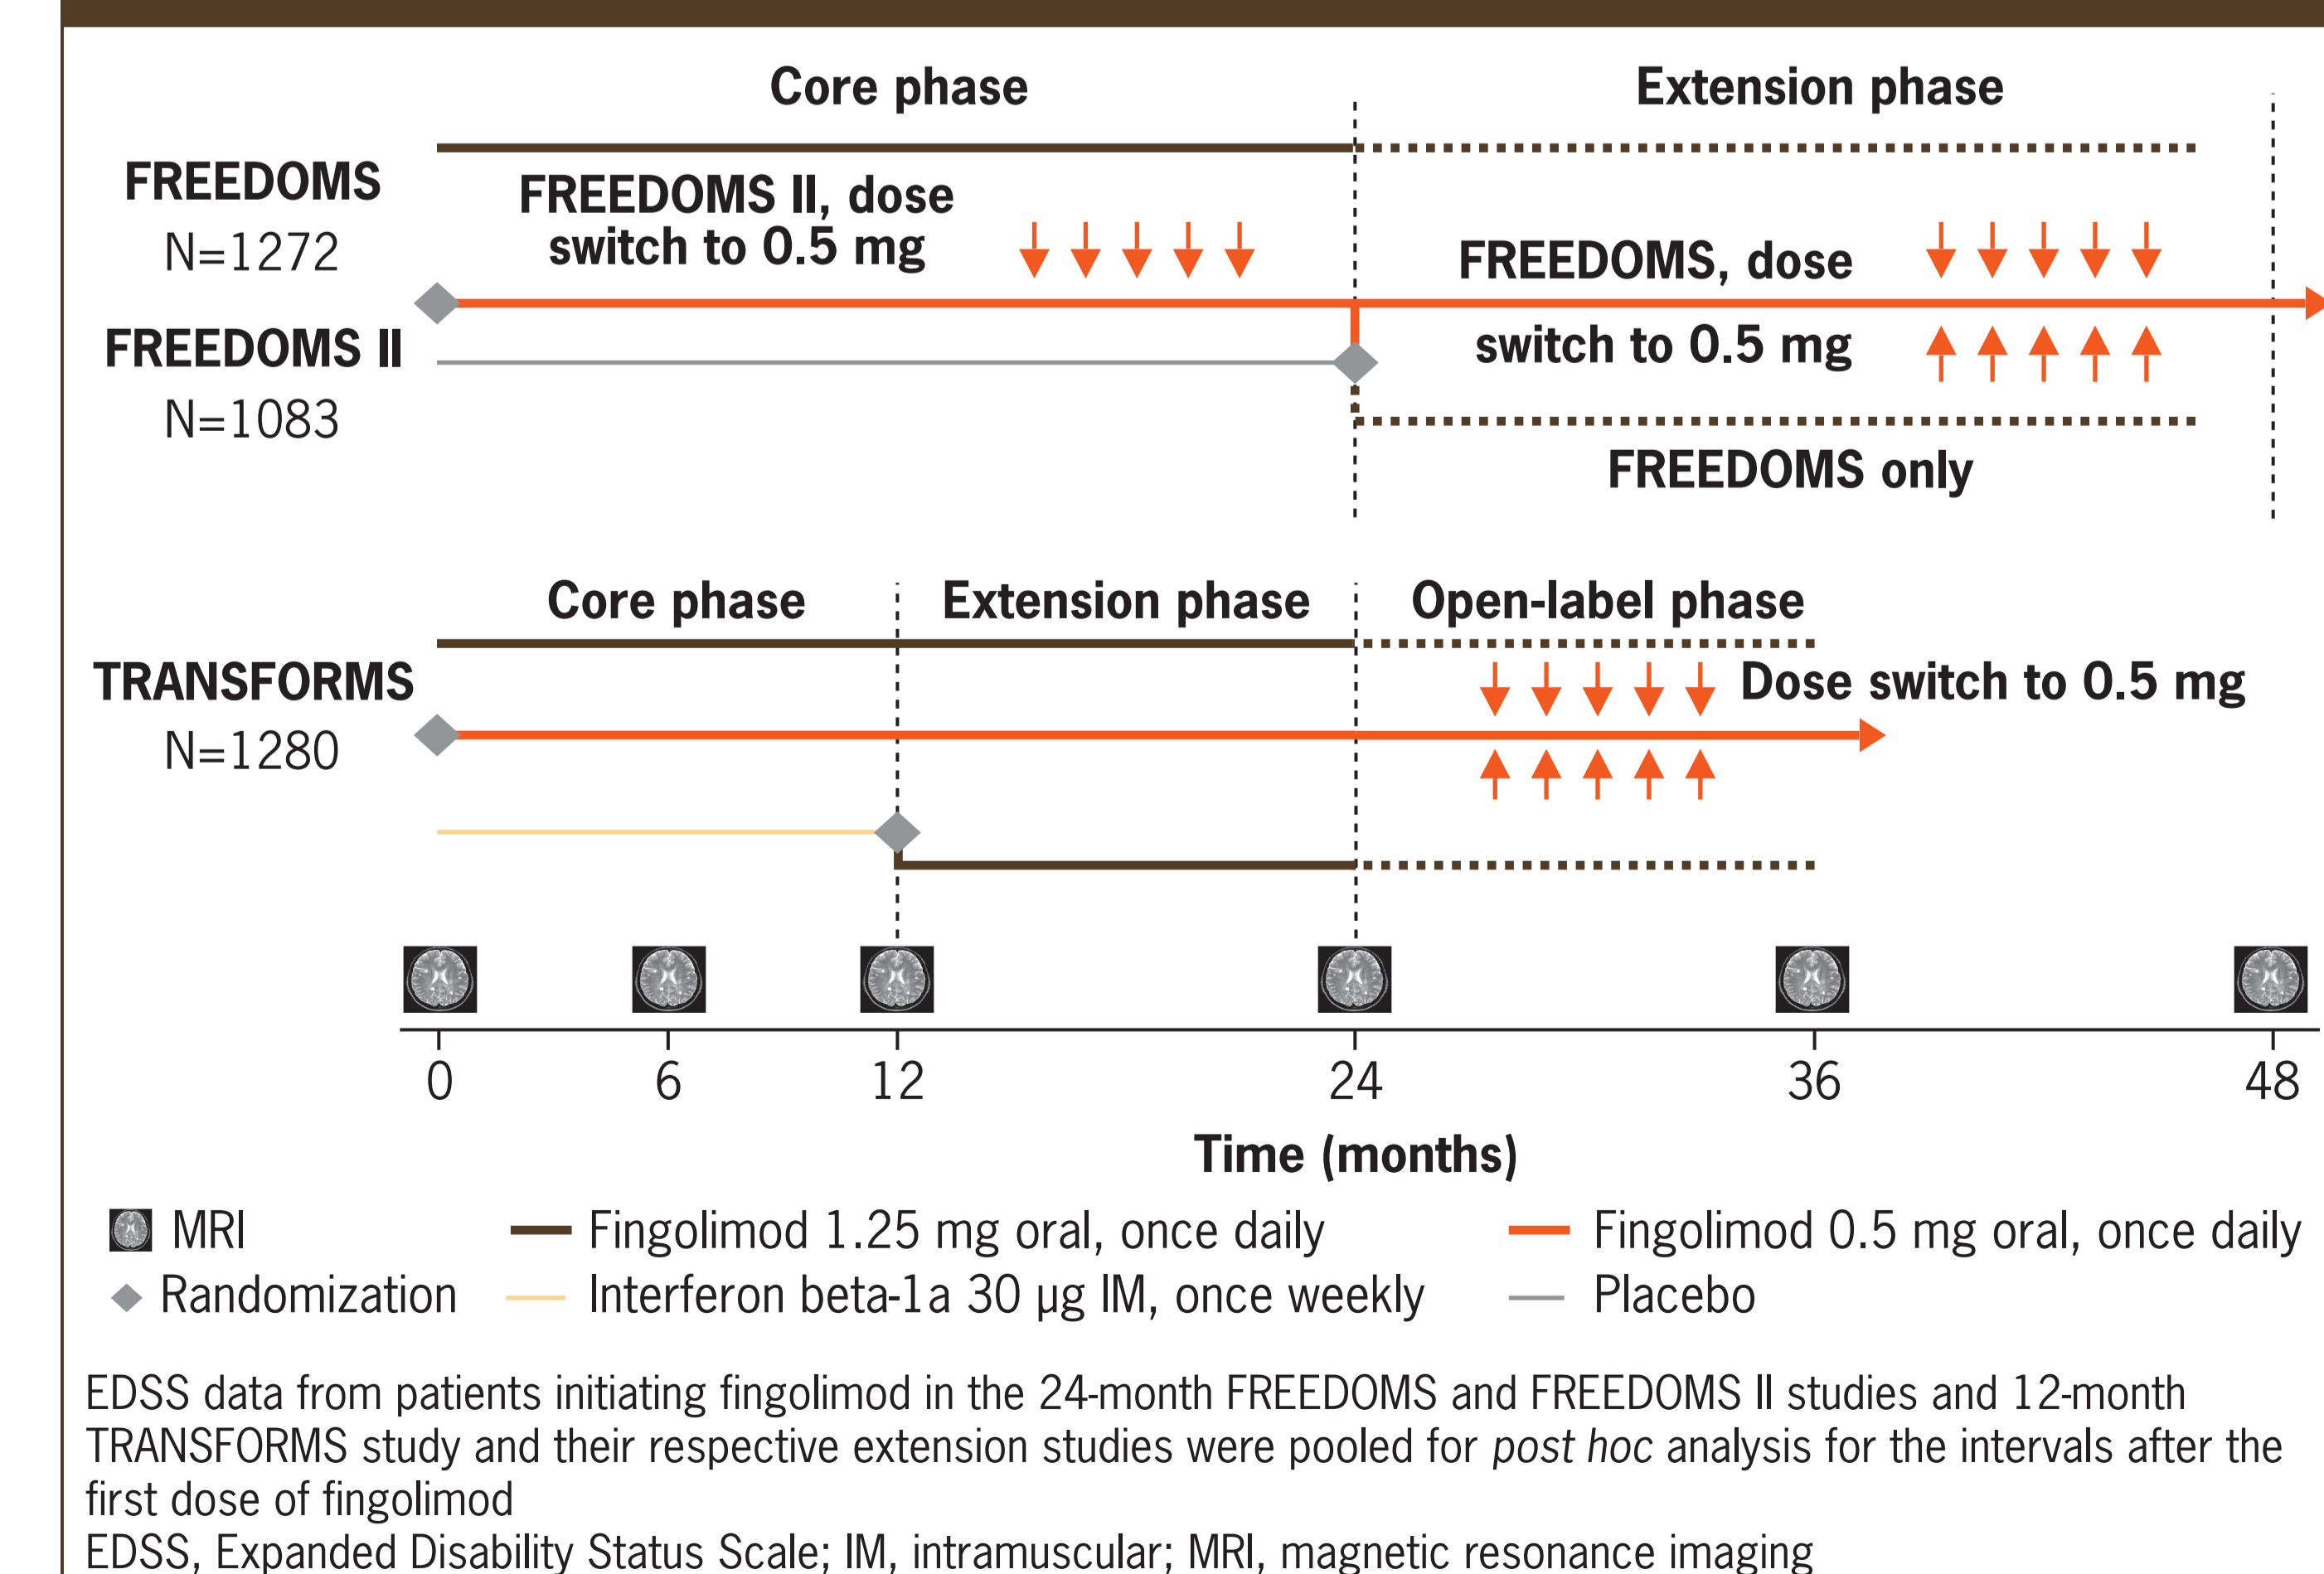 Core phase
Extension phase
FREEDOMS
N=1272
FREEDOMS II, dose
switch to 0.5 mg
FREEDOMS, dose
switch to 0.5 mg
FREEDOMS II
N=1083
FREEDOMS only
Core phase
Extension phase
Open-label phase
TRANSFORMS
N=1280
Dose switch to 0.5 mg
0
6
12
24
36
48
Time (months)
MRI
Fingolimod 1.25 mg oral, once daily
Fingolimod 0.5 mg oral, once daily
Randomization
Interferon beta-1a 30 µg IM, once weekly
Placebo
EDSS data from patients initiating fingolimod in the 24-month FREEDOMS and FREEDOMS II studies and 12-month
TRANSFORMS study and their respective extension studies were pooled for post hoc analysis for the intervals after the
first dose of fingolimod
EDSS, Expanded Disability Status Scale; IM, intramuscular; MRI, magnetic resonance imaging